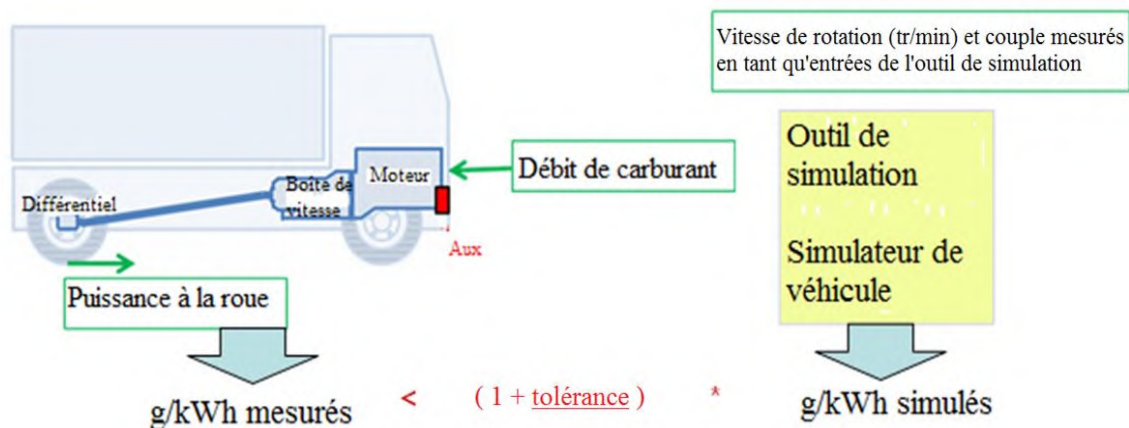 Vitesse de rotation (tr/min) et couple mesurés
en tant qu'entrées de l'outil de simulation
Outil de
simulation
Simulateur de
véhicule
Débit de carburant
Moteur
Boîte de
vitesse
Différentiel
Aux
Puissance à la roue
g/kWh mesurés < ( 1 + tolérance ) * g/kWh simulés